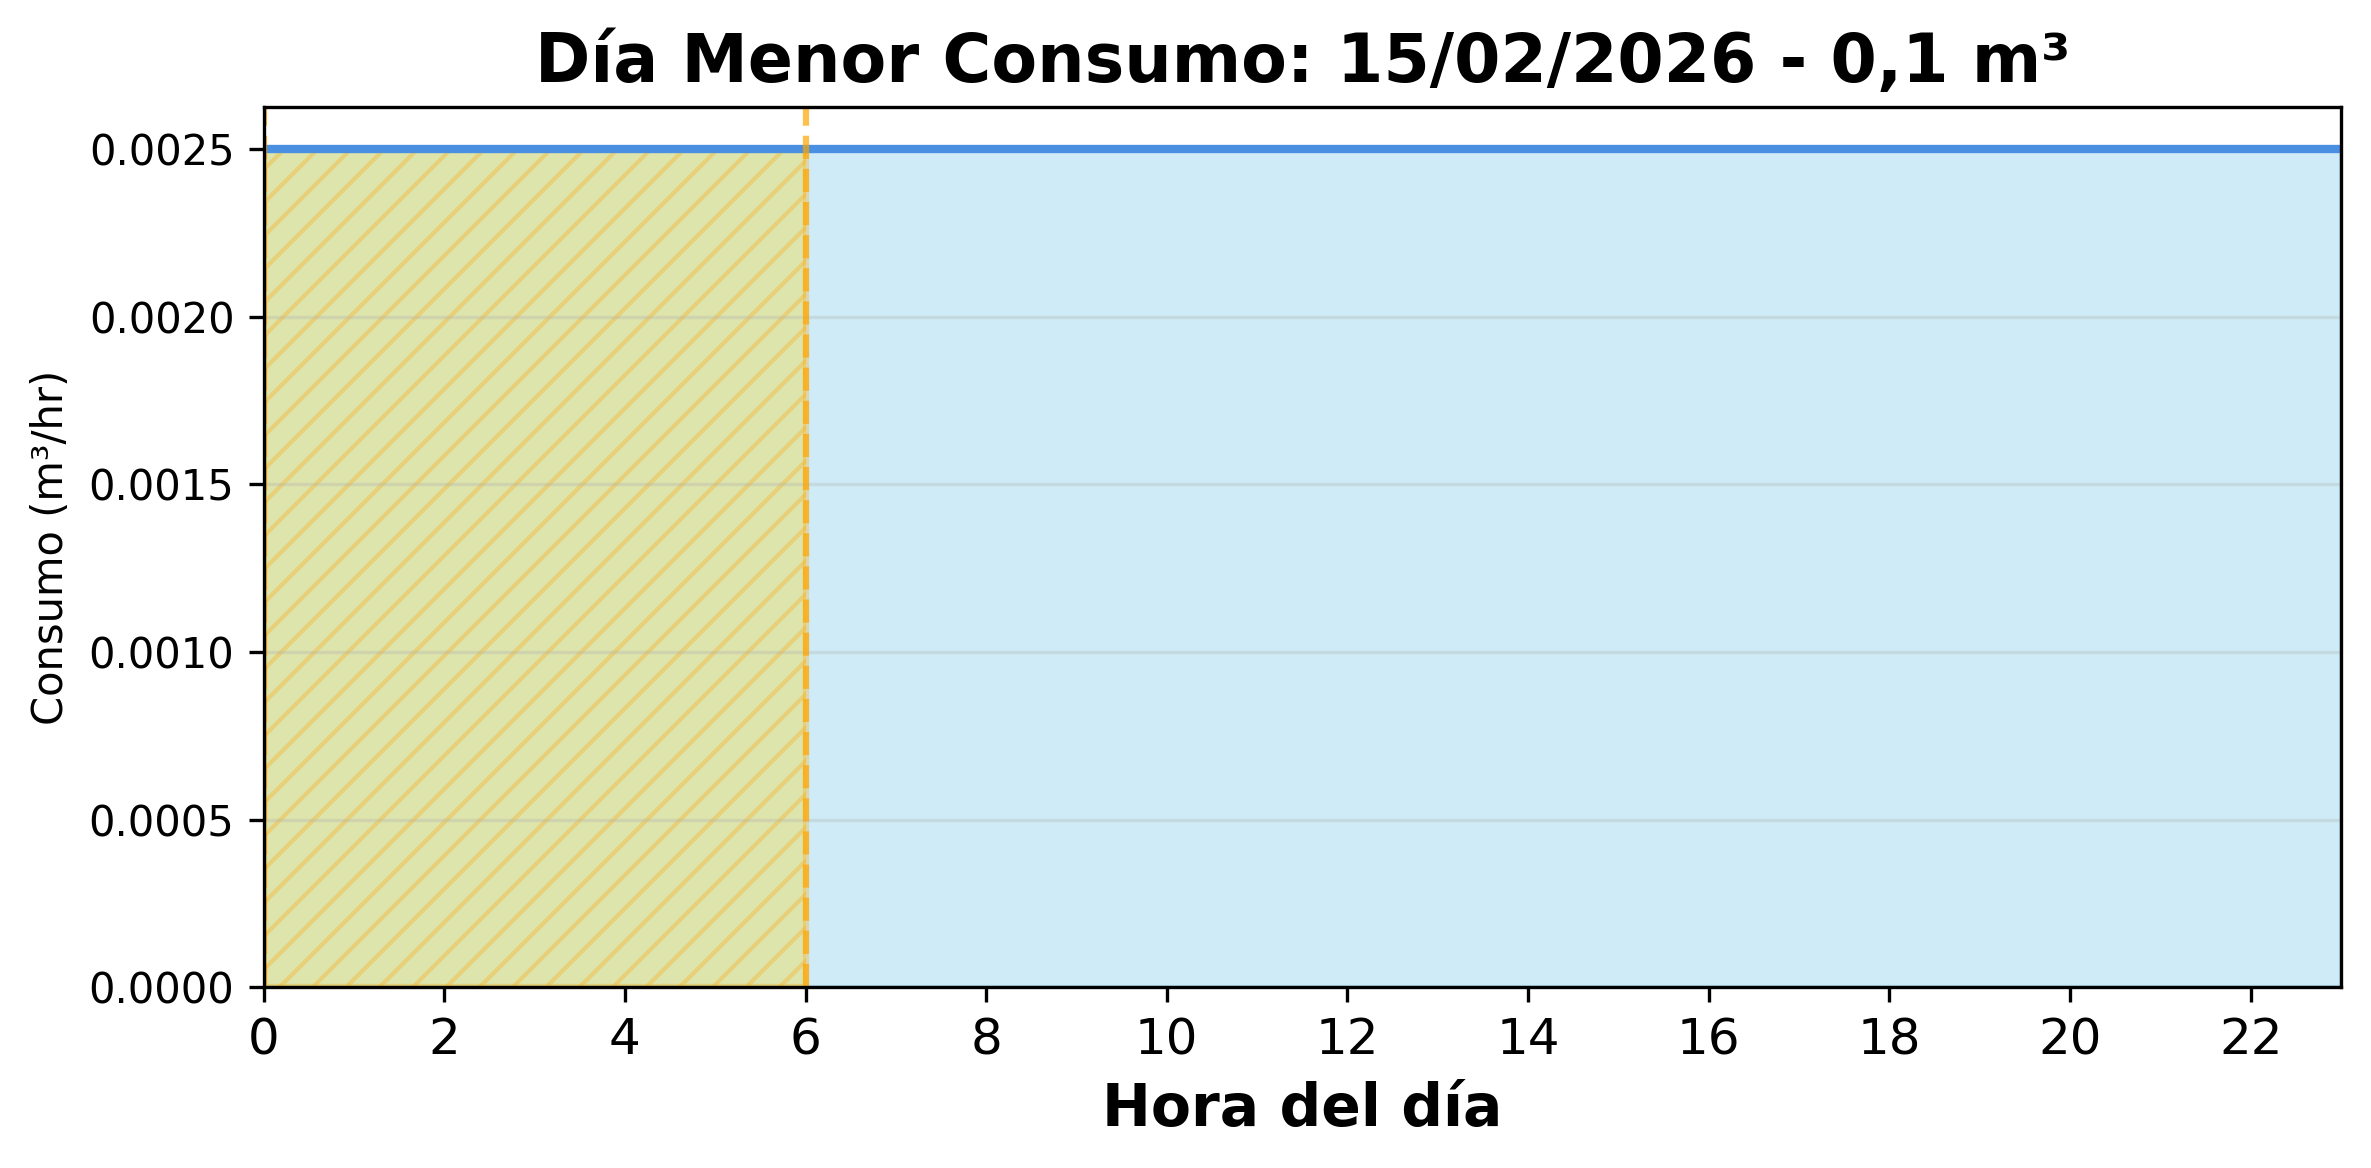 Día Menor Consumo: 15/02/2026 - 0,1 m³
Consumo (m³/hr)
0.0025
0.0020
0.0015
0.0010
0.0005
0.0000
0 2 4 6 8 10 12 14 16 18 20 22
Hora del día